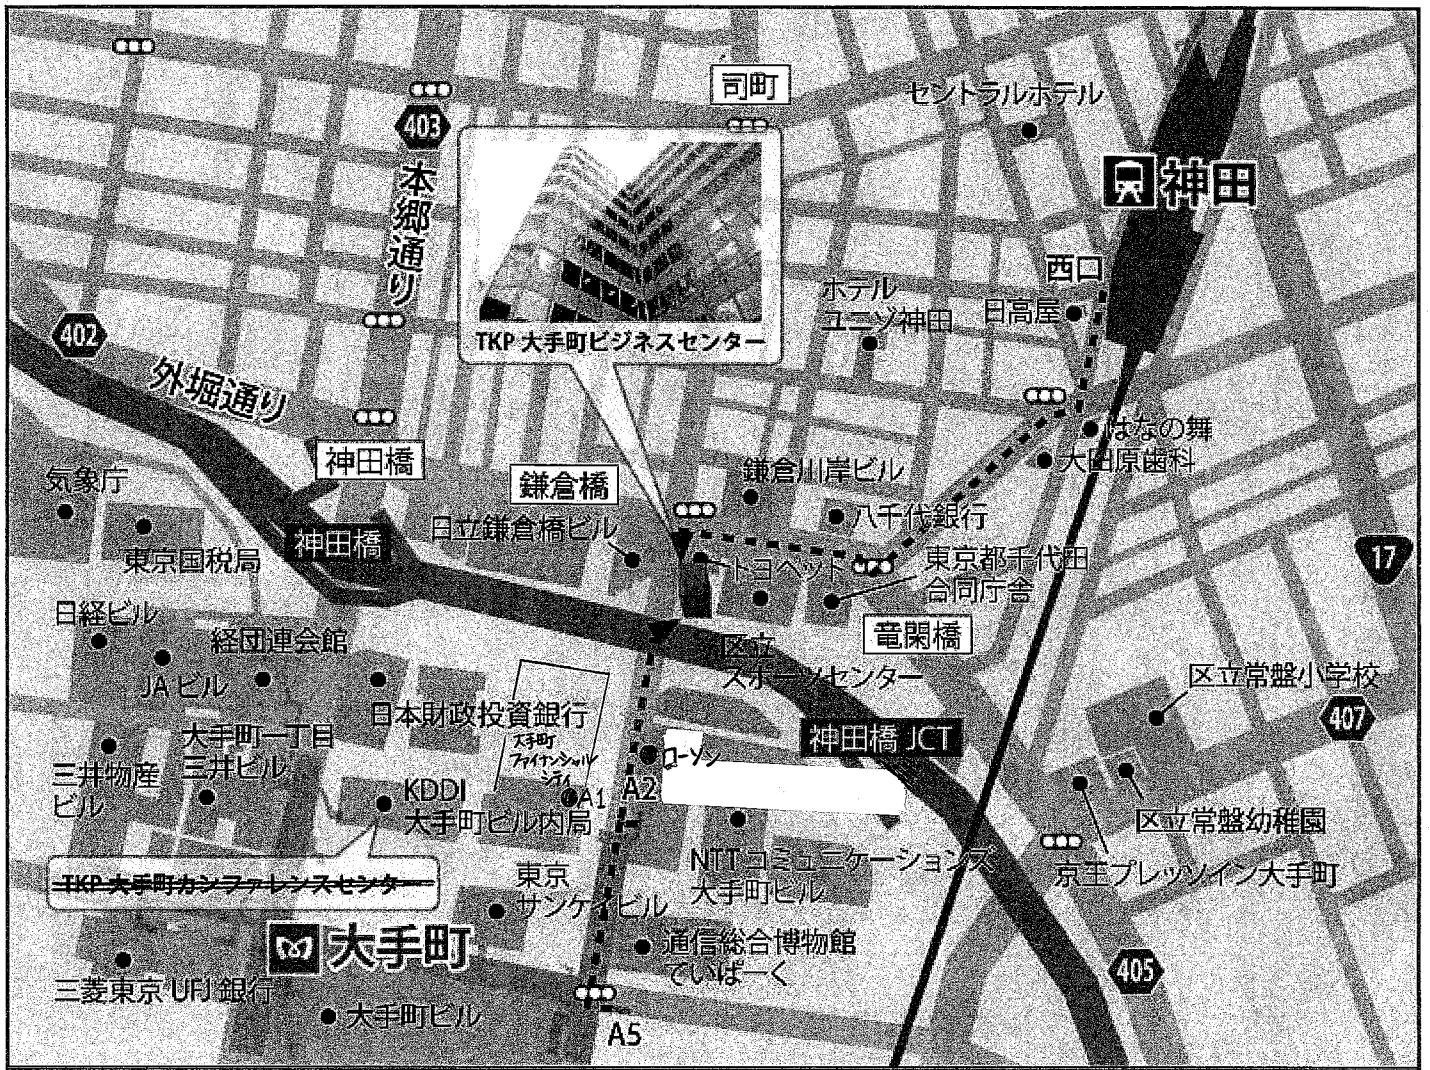 司町
セントラルホテル
403
本郷通り
神田
西口
ホテル
ユニゾ神田
日高屋
TKP 大手町ビジネスセンター
402
外堀通り
はなの舞
大田原歯科
神田橋
鎌倉橋
鎌倉川岸ビル
気象庁
日立鎌倉橋ビル
八千代銀行
神田橋
東京国税局
トヨペット
東京都千代田
合同庁舎
17
日経ビル
経団連会館
竜閑橋
区立
スポーツセンター
JA ビル
区立常盤小学校
日本財政投資銀行
407
大手町一丁目
三井ビル
大手町
ファイナンシャル
シティ
ローソン
神田橋 JCT
三井物産
ビル
KDDI
大手町ビル内局
A1
A2
区立常盤幼稚園
NTT コミュニケーションズ
大手町ビル
京王プレッソイン大手町
TKP 大手町カンファレンスセンター
東京
サンケイビル
大手町
通信総合博物館
ていぱーく
405
三菱東京 UFJ 銀行
大手町ビル
A5